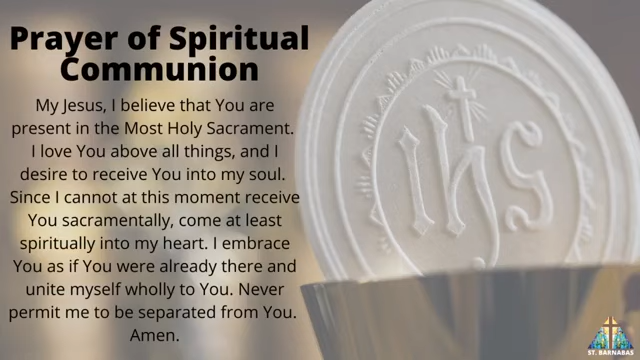 Prayer of Spiritual
Communion
My Jesus, I believe that You are
present in the Most Holy Sacrament.
I love You above all things, and I
desire to receive You into my soul.
Since I cannot at this moment receive
You sacramentally, come at least
spiritually into my heart. I embrace
You as if You were already there and
unite myself wholly to You. Never
permit me to be separated from You.
Amen.
IHS
ST. BARNABAS